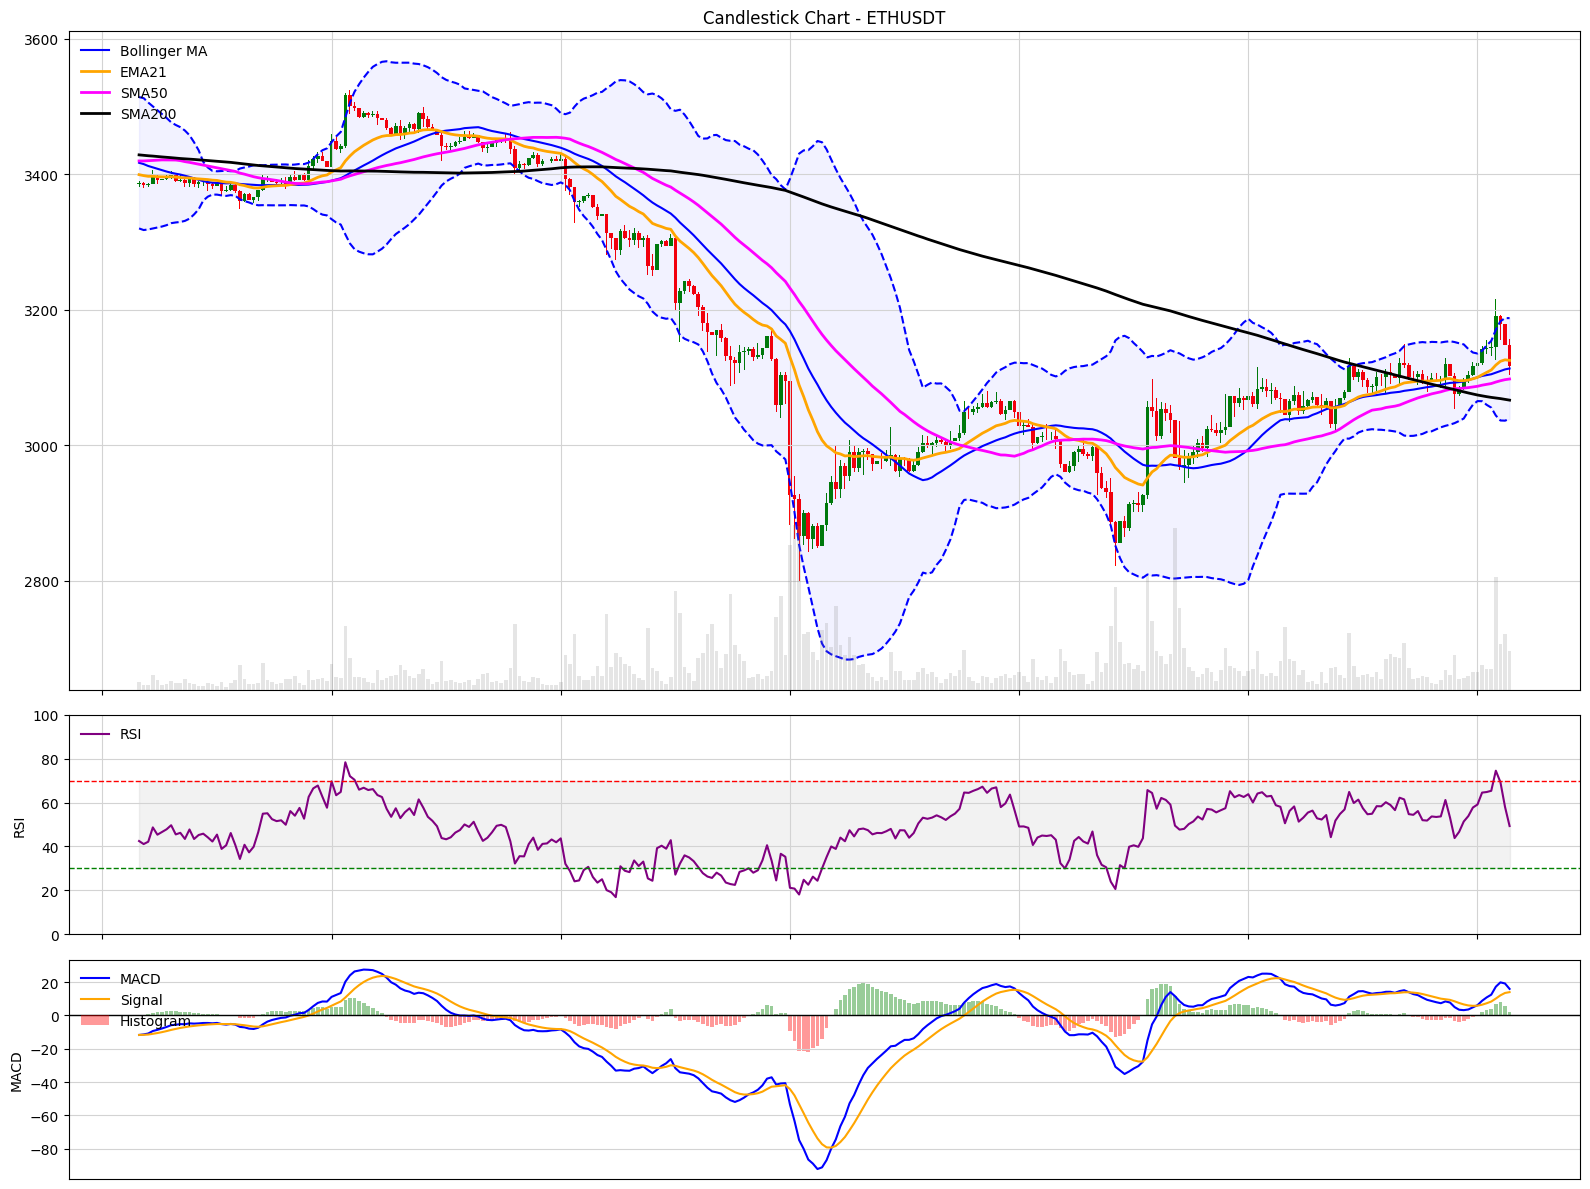 Candlestick Chart - ETHUSDT
3600
3400
3200
3000
2800
Bollinger MA
EMA21
SMA50
SMA200
100
80
60
40
20
0
RSI
RSI
20
0
−20
−40
−60
−80
MACD
MACD
Signal
Histogram